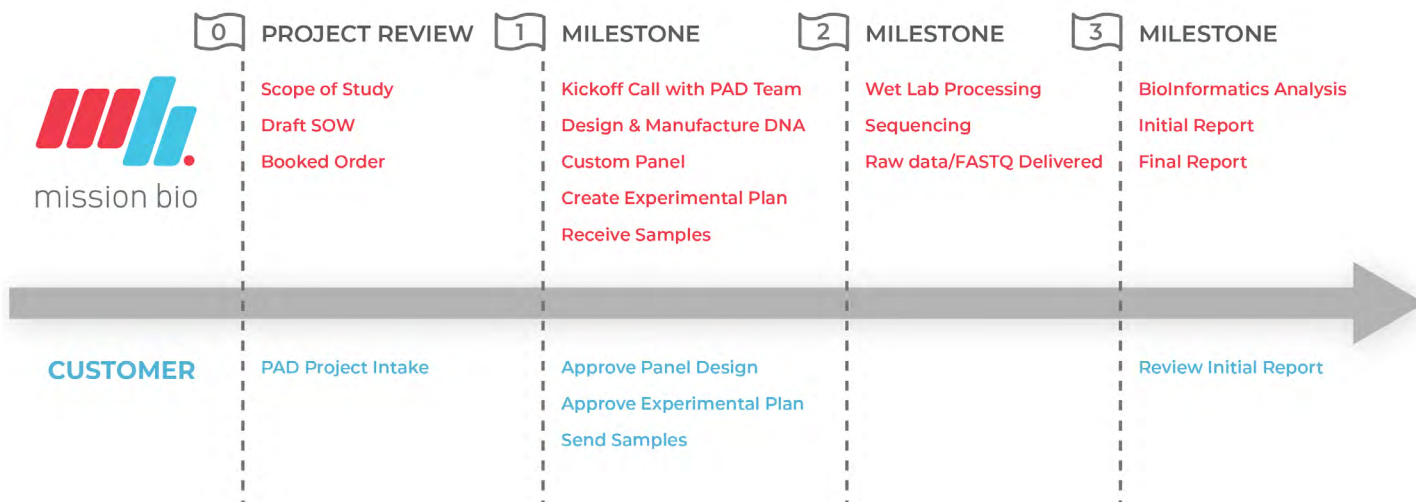 0 PROJECT REVIEW
1 MILESTONE
2 MILESTONE
3 MILESTONE
mission bio
Scope of Study
Draft SOW
Booked Order
Kickoff Call with PAD Team
Design & Manufacture DNA
Custom Panel
Create Experimental Plan
Receive Samples
Wet Lab Processing
Sequencing
Raw data/FASTQ Delivered
BioInformatics Analysis
Initial Report
Final Report
CUSTOMER
PAD Project Intake
Approve Panel Design
Approve Experimental Plan
Send Samples
Review Initial Report